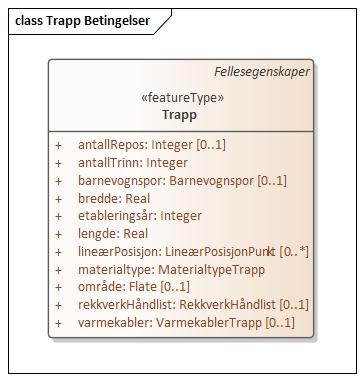 class Trapp Betingelser
Fellesegenskaper
«featureType»
Trapp
+ antallRepos: Integer [0..1]
+ antallTrinn: Integer
+ barnevognspor: Barnevognspor [0..1]
+ bredde: Real
+ etableringsår: Integer
+ lengde: Real
+ lineærPosisjon: LineærPosisjonPunkt [0..*]
+ materialtype: MaterialtypeTrapp
+ område: Flate [0..1]
+ rekkverkHåndlist: RekkverkHåndlist [0..1]
+ varmekabler: VarmekablerTrapp [0..1]